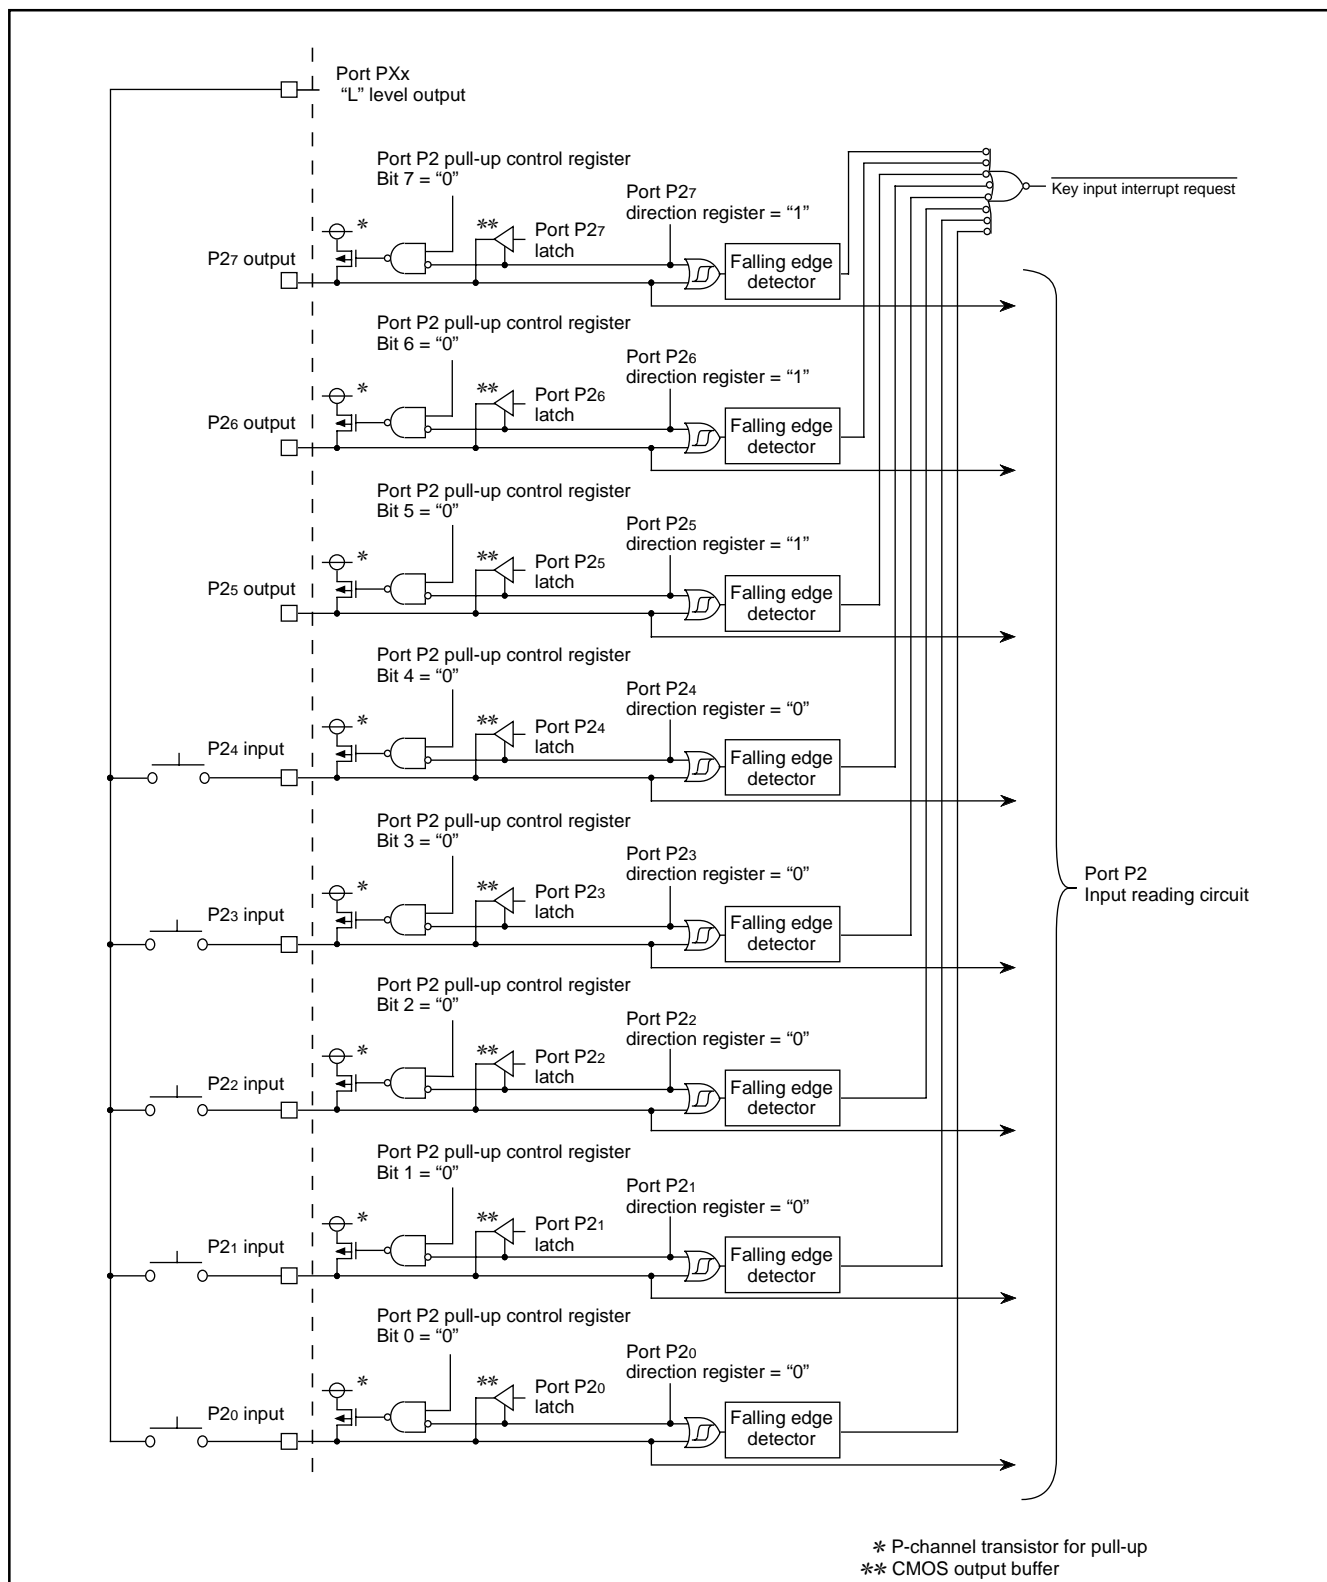 Port PXx
“L” level output
Port P2 pull-up control register
Bit 7 = “0”
Port P27
direction register = “1”
Key input interrupt request
*
**
Port P27
latch
P27 output
Falling edge
detector
Port P2 pull-up control register
Bit 6 = “0”
Port P26
direction register = “1”
*
**
Port P26
latch
P26 output
Falling edge
detector
Port P2 pull-up control register
Bit 5 = “0”
Port P25
direction register = “1”
*
**
Port P25
latch
P25 output
Falling edge
detector
Port P2 pull-up control register
Bit 4 = “0”
Port P24
direction register = “0”
*
**
Port P24
latch
P24 input
Falling edge
detector
Port P2 pull-up control register
Bit 3 = “0”
Port P23
direction register = “0”
*
**
Port P23
latch
P23 input
Falling edge
detector
Port P2
Input reading circuit
Port P2 pull-up control register
Bit 2 = “0”
Port P22
direction register = “0”
*
**
Port P22
latch
P22 input
Falling edge
detector
Port P2 pull-up control register
Bit 1 = “0”
Port P21
direction register = “0”
*
**
Port P21
latch
P21 input
Falling edge
detector
Port P2 pull-up control register
Bit 0 = “0”
Port P20
direction register = “0”
*
**
Port P20
latch
P20 input
Falling edge
detector
* P-channel transistor for pull-up
** CMOS output buffer